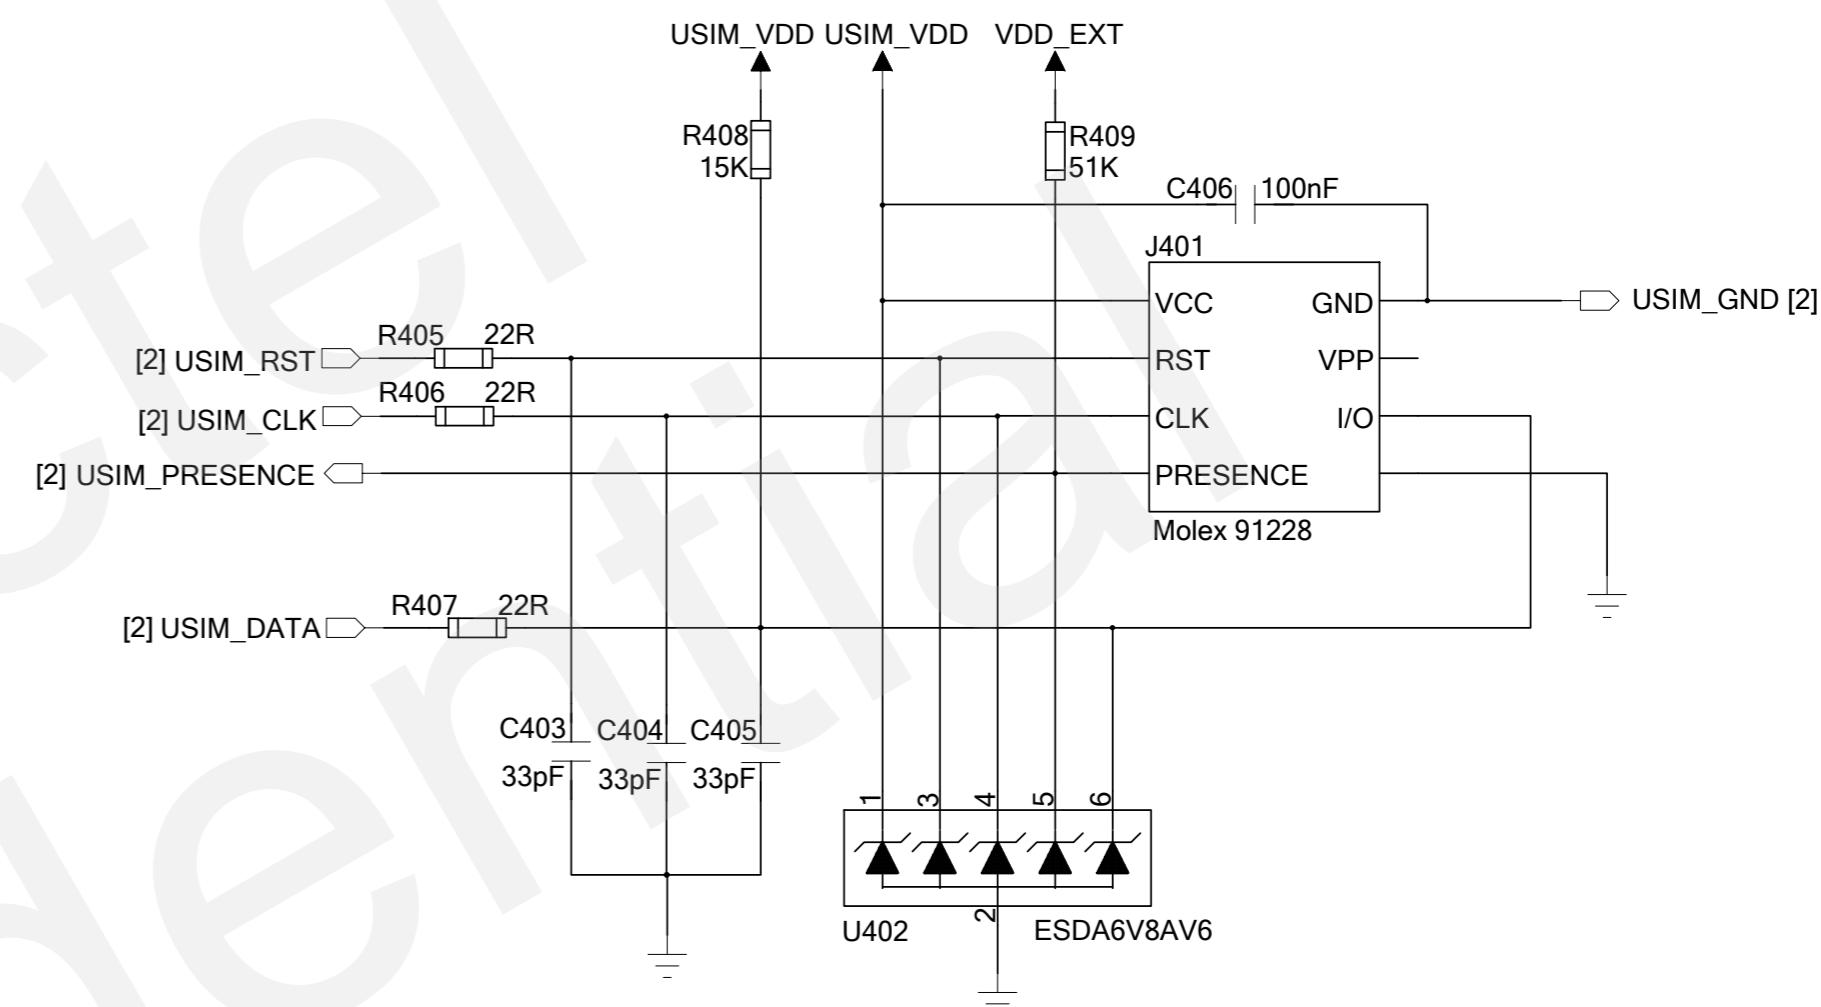 USIM_VDD USIM_VDD VDD_EXT
R408
15K
R409
51K
C406 100nF
J401
VCC GND
USIM_GND [2]
R405 22R
[2] USIM_RST
RST VPP
R406 22R
[2] USIM_CLK
CLK I/O
[2] USIM_PRESENCE
PRESENCE
Molex 91228
R407 22R
[2] USIM_DATA
C403 C404 C405
33pF 33pF 33pF
1 3 4 5 6
2
U402 ESDA6V8AV6
ctel
dential